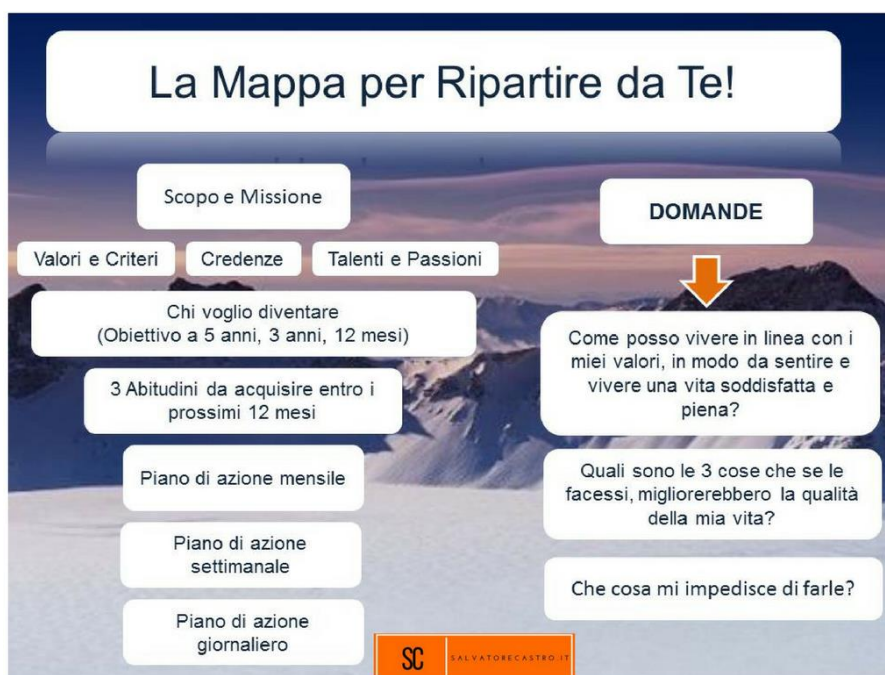 La Mappa per Ripartire da Te!
Scopo e Missione
Valori e Criteri
Credenze
Talenti e Passioni
Chi voglio diventare
(Obiettivo a 5 anni, 3 anni, 12 mesi)
3 Abitudini da acquisire entro i
prossimi 12 mesi
Piano di azione mensile
Piano di azione
settimanale
Piano di azione
giornaliero
DOMANDE
Come posso vivere in linea con i
miei valori, in modo da sentire e
vivere una vita soddisfatta e
piena?
Quali sono le 3 cose che se le
facessi, migliorerebbero la qualità
della mia vita?
Che cosa mi impedisce di farle?
SC
SALVATORECASTRO.IT